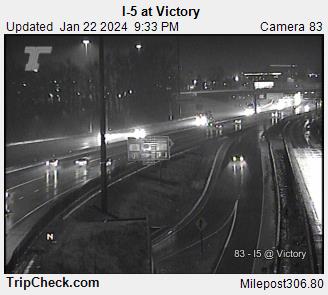 I-5 at Victory
Updated Jan 22 2024 9:33 PM Camera 83
T
N
83 - I5 @ Victory
TripCheck.com Milepost306.80